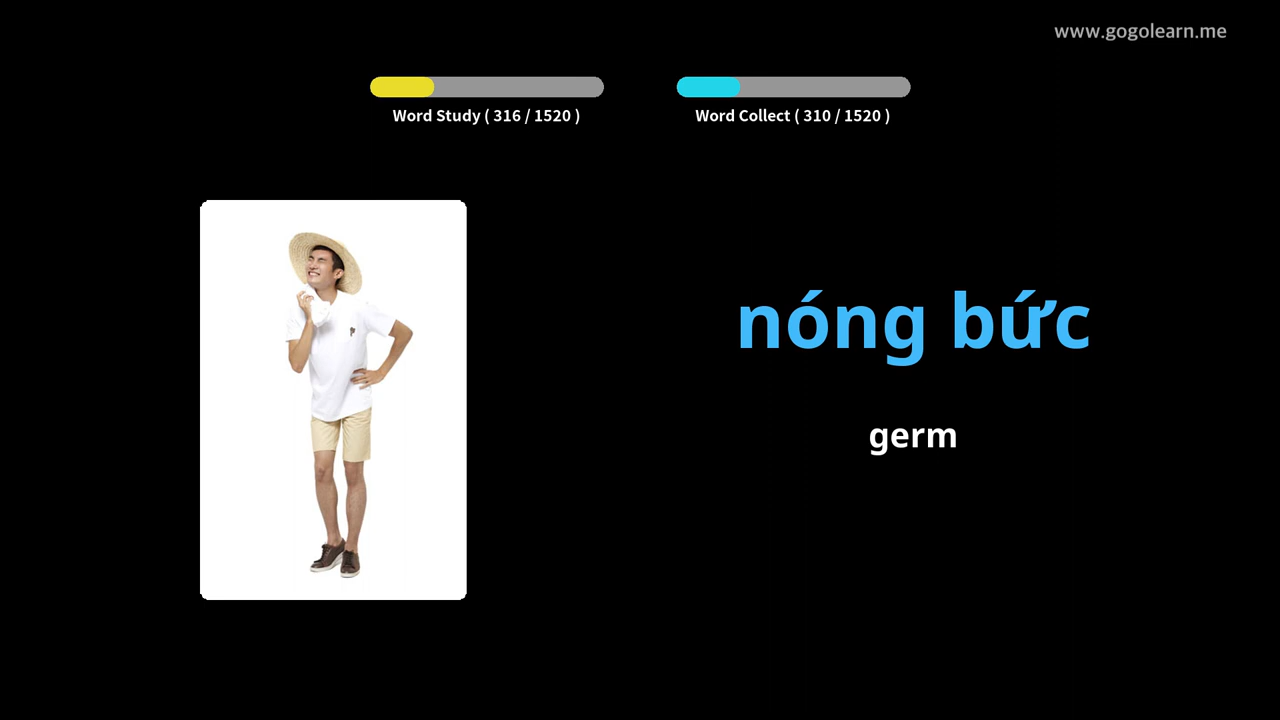 www.gogolearn.me
Word Study ( 316 / 1520 )
Word Collect ( 310 / 1520 )
nóng bức
germ